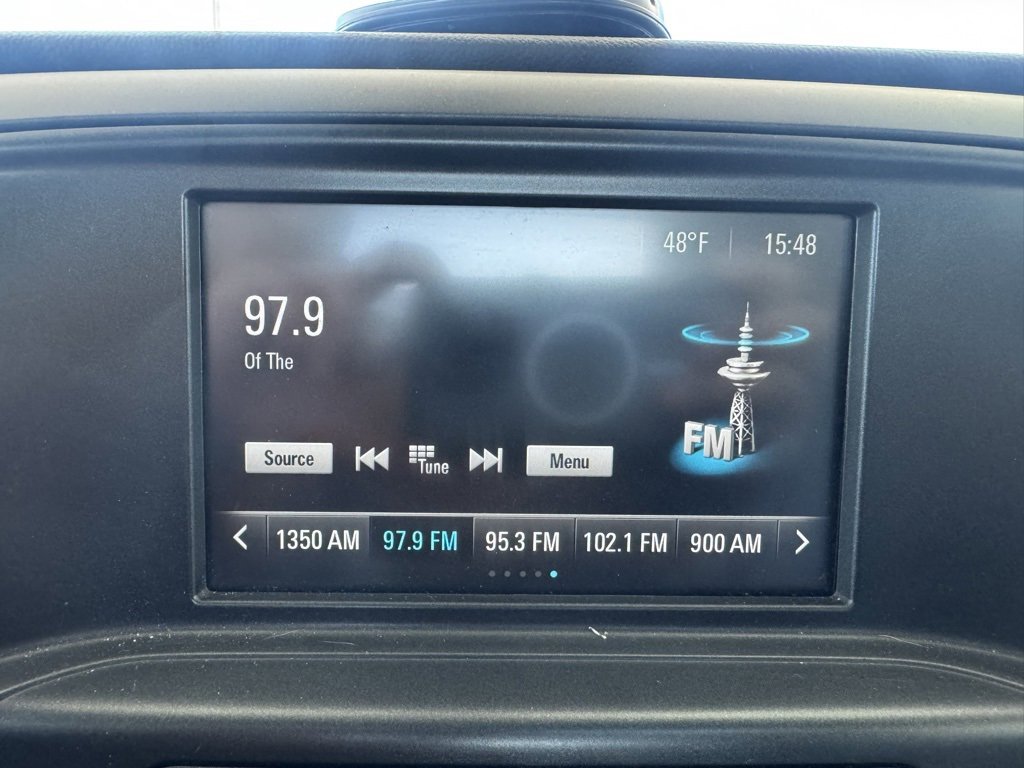 48°F 15:48
97.9
Of The
FM
Source Tune Menu
1350 AM 97.9 FM 95.3 FM 102.1 FM 900 AM